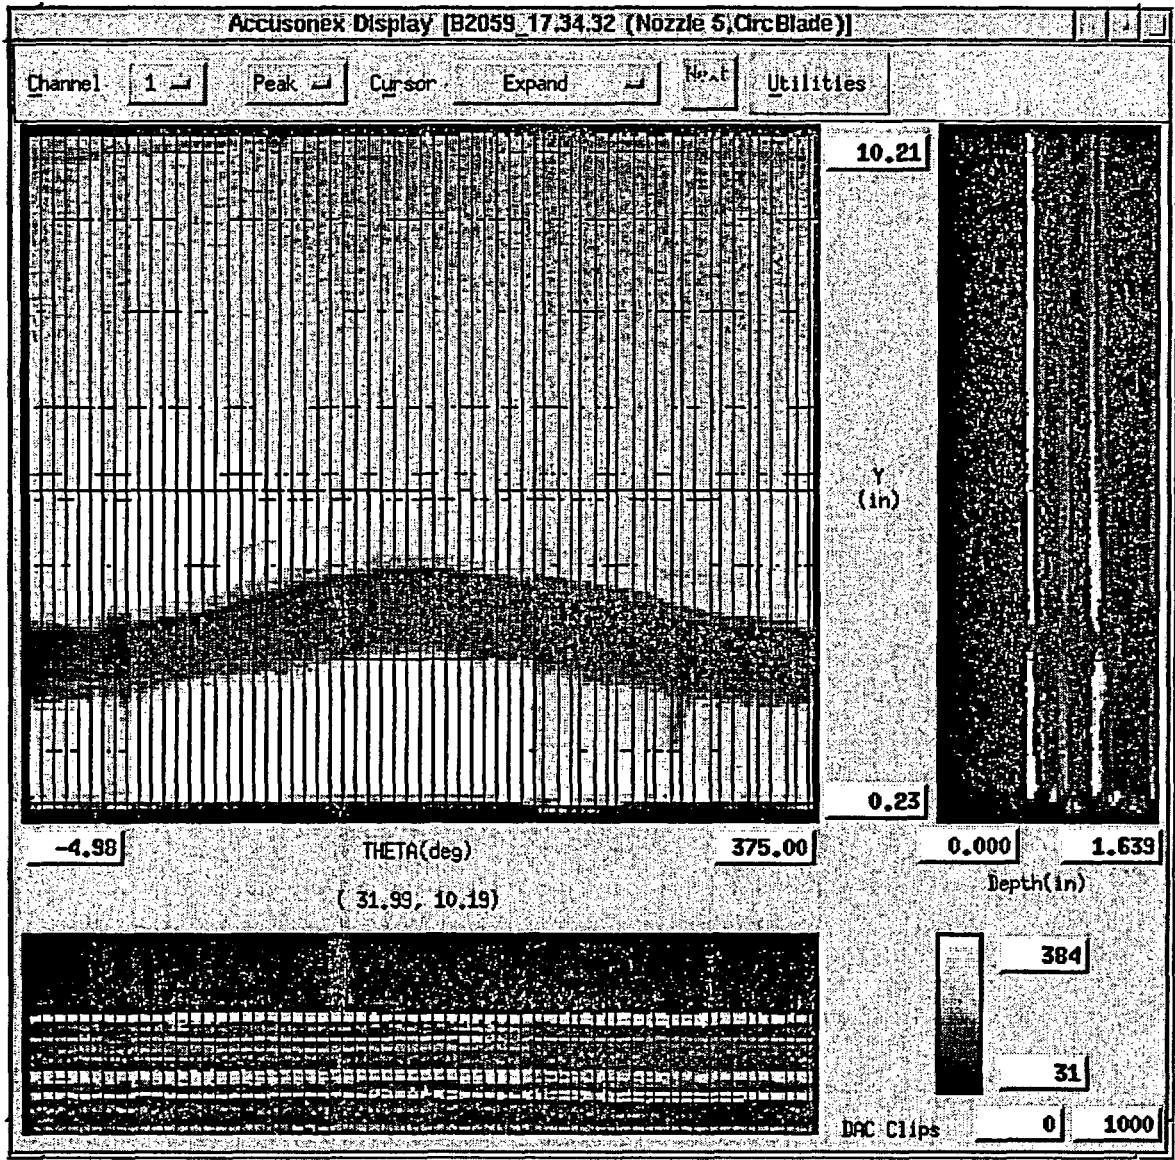 Accusonex Display [B2059_17.34.32 (Nozzle 5,CircBlade)]
Channel 1 Peak Cursor Expand Next Utilities
10.21
Y
(in)
0.23
-4.98 THETA(deg) 375.00 0.000 1.639
Depth(in)
( 31.99, 10.19)
384
31
DAC Clips 0 1000